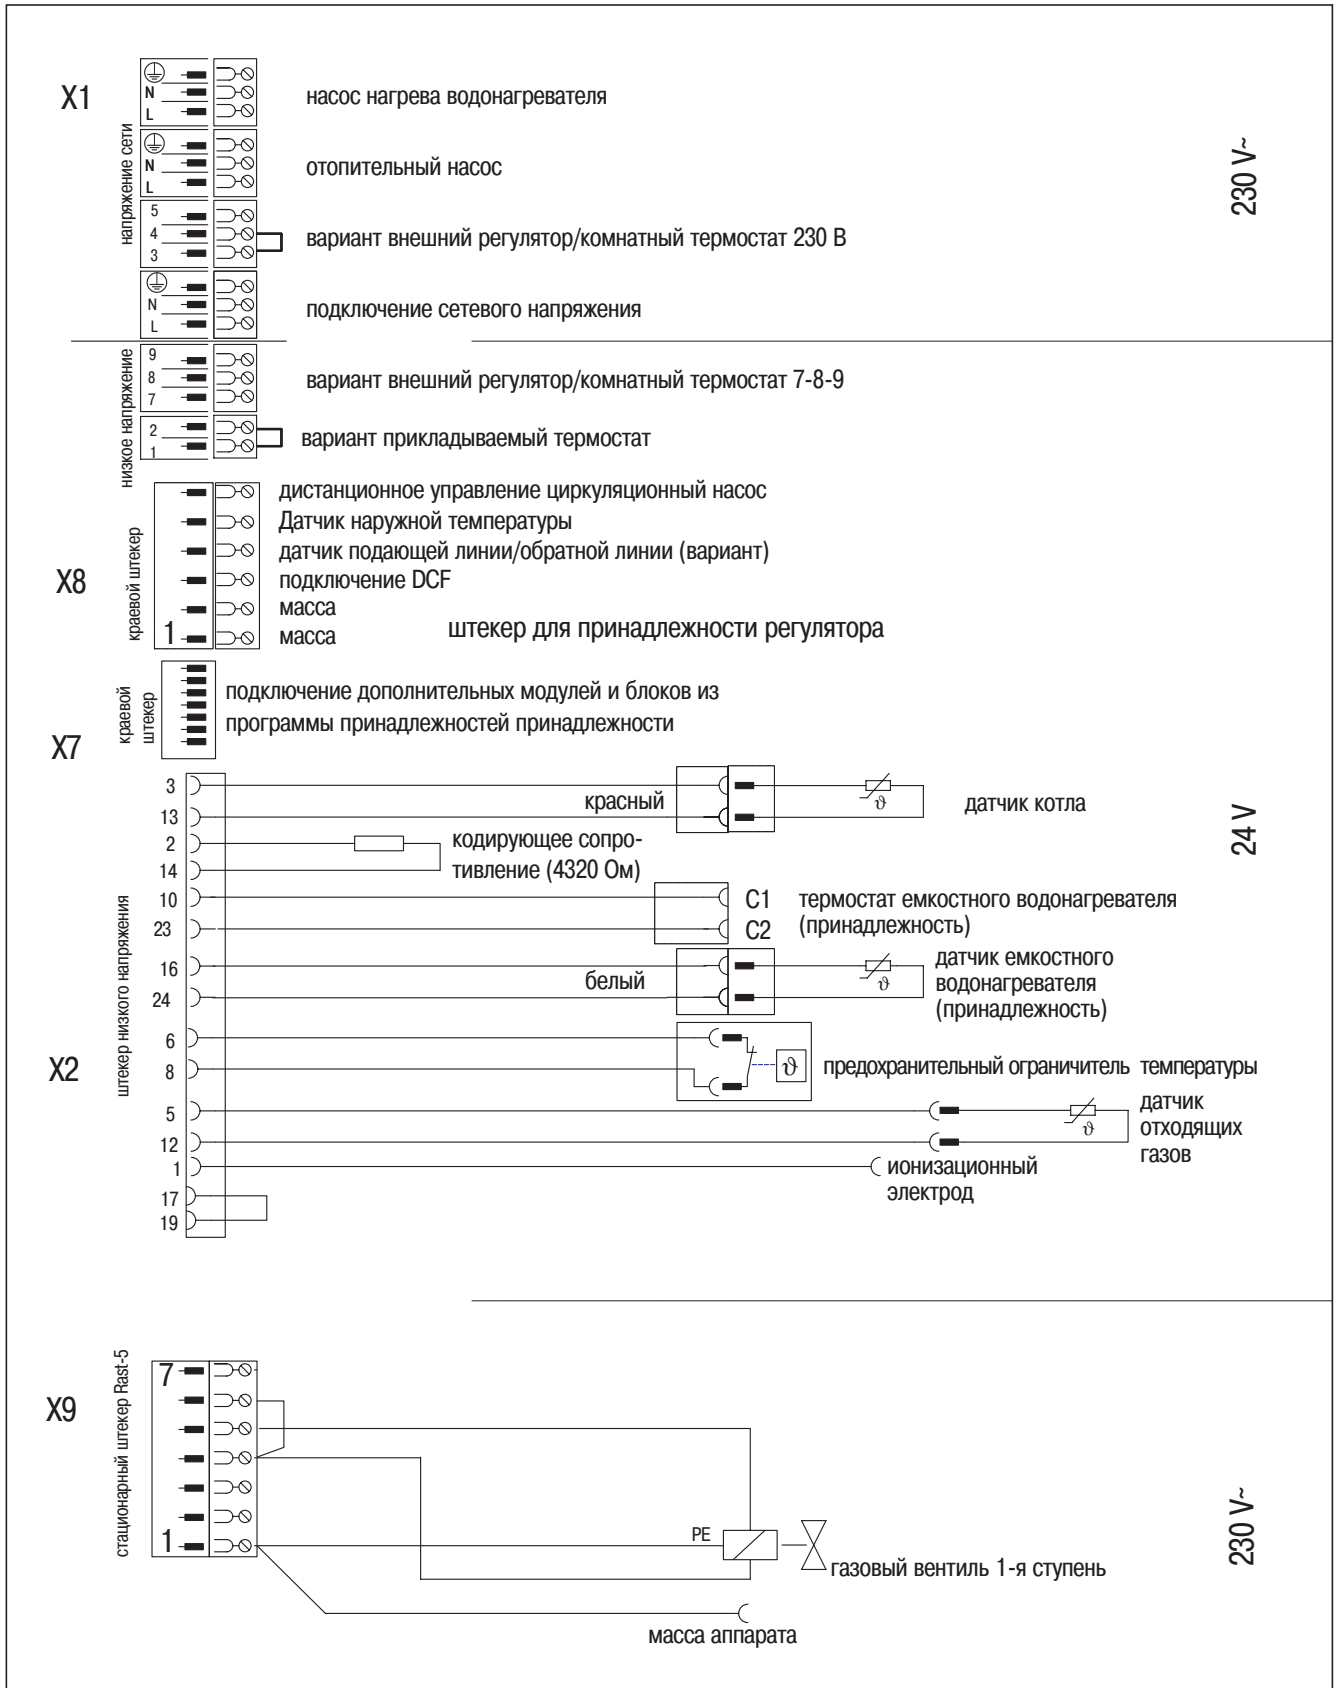 X1
напряжение сети
N
L
насос нагрева водонагревателя
N
L
отопительный насос
5
4
3
вариант внешний регулятор/комнатный термостат 230 В
N
L
подключение сетевого напряжения
230 V~
низкое напряжение
9
8
7
вариант внешний регулятор/комнатный термостат 7-8-9
2
1
вариант прикладываемый термостат
X8
краевой штекер
1
дистанционное управление циркуляционный насос
Датчик наружной температуры
датчик подающей линии/обратной линии (вариант)
подключение DCF
масса
масса
штекер для принадлежности регулятора
X7
краевой
штекер
подключение дополнительных модулей и блоков из
программы принадлежностей принадлежности
24 V
X2
штекер низкого напряжения
3
13
красный
ϑ
датчик котла
2
14
кодирующее сопро-
тивление (4320 Ом)
10
23
C1
C2
термостат емкостного водонагревателя
(принадлежность)
16
24
белый
ϑ
датчик емкостного
водонагревателя
(принадлежность)
6
8
ϑ
предохранительный ограничитель температуры
5
12
ϑ
датчик
отходящих
газов
1
ионизационный
электрод
17
19
X9
стационарный штекер Rast-5
7
1
PE
газовый вентиль 1-я ступень
масса аппарата
230 V~